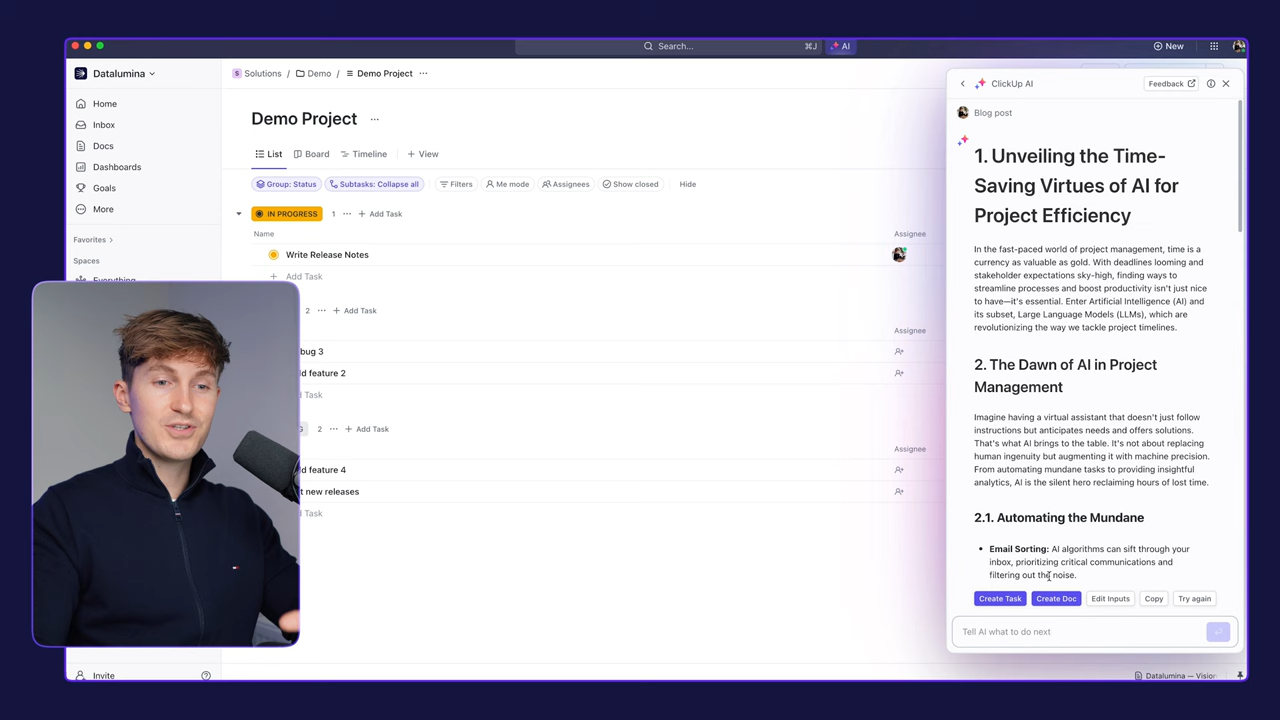 Search...
⌘J
AI
New
Datalumina
Solutions / Demo / Demo Project ...
Home
Inbox
Docs
Dashboards
Goals
More
Favorites
Spaces
Everything
Invite
Demo Project ...
List
Board
Timeline
+ View
Group: Status
Subtasks: Collapse all
Filters
Me mode
Assignees
Show closed
Hide
IN PROGRESS 1 ... + Add Task
Name
Assignee
Write Release Notes
+ Add Task
2 ... + Add Task
Assignee
bug 3
ld feature 2
d Task
G 2 ... + Add Task
Assignee
ld feature 4
t new releases
d Task
ClickUp AI
Feedback
Blog post
1. Unveiling the Time-
Saving Virtues of AI for
Project Efficiency
In the fast-paced world of project management, time is a
currency as valuable as gold. With deadlines looming and
stakeholder expectations sky-high, finding ways to
streamline processes and boost productivity isn't just nice
to have—it's essential. Enter Artificial Intelligence (AI) and
its subset, Large Language Models (LLMs), which are
revolutionizing the way we tackle project timelines.
2. The Dawn of AI in Project
Management
Imagine having a virtual assistant that doesn't just follow
instructions but anticipates needs and offers solutions.
That's what AI brings to the table. It's not about replacing
human ingenuity but augmenting it with machine precision.
From automating mundane tasks to providing insightful
analytics, AI is the silent hero reclaiming hours of lost time.
2.1. Automating the Mundane
• Email Sorting: AI algorithms can sift through your
inbox, prioritizing critical communications and
filtering out the noise.
Create Task
Create Doc
Edit Inputs
Copy
Try again
Tell AI what to do next
Datalumina — Vision